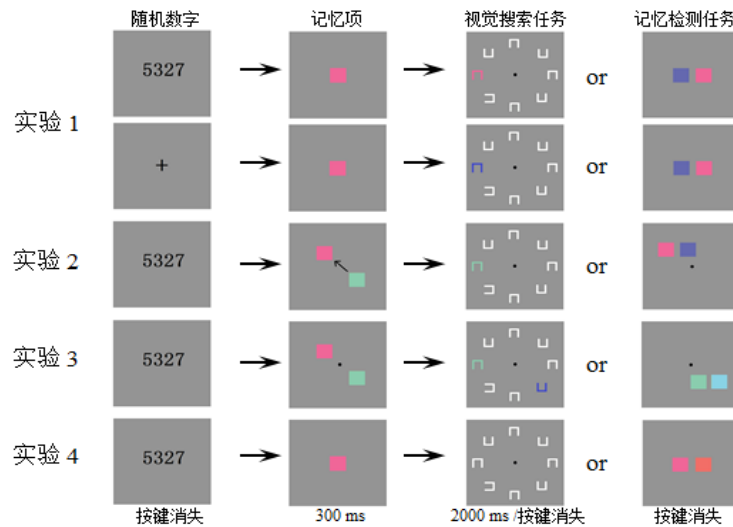 随机数字 记忆项 视觉搜索任务 记忆检测任务
实验 1
5327
or
+
or
实验 2
5327
or
实验 3
5327
or
实验 4
5327
or
按键消失 300 ms 2000 ms /按键消失 按键消失